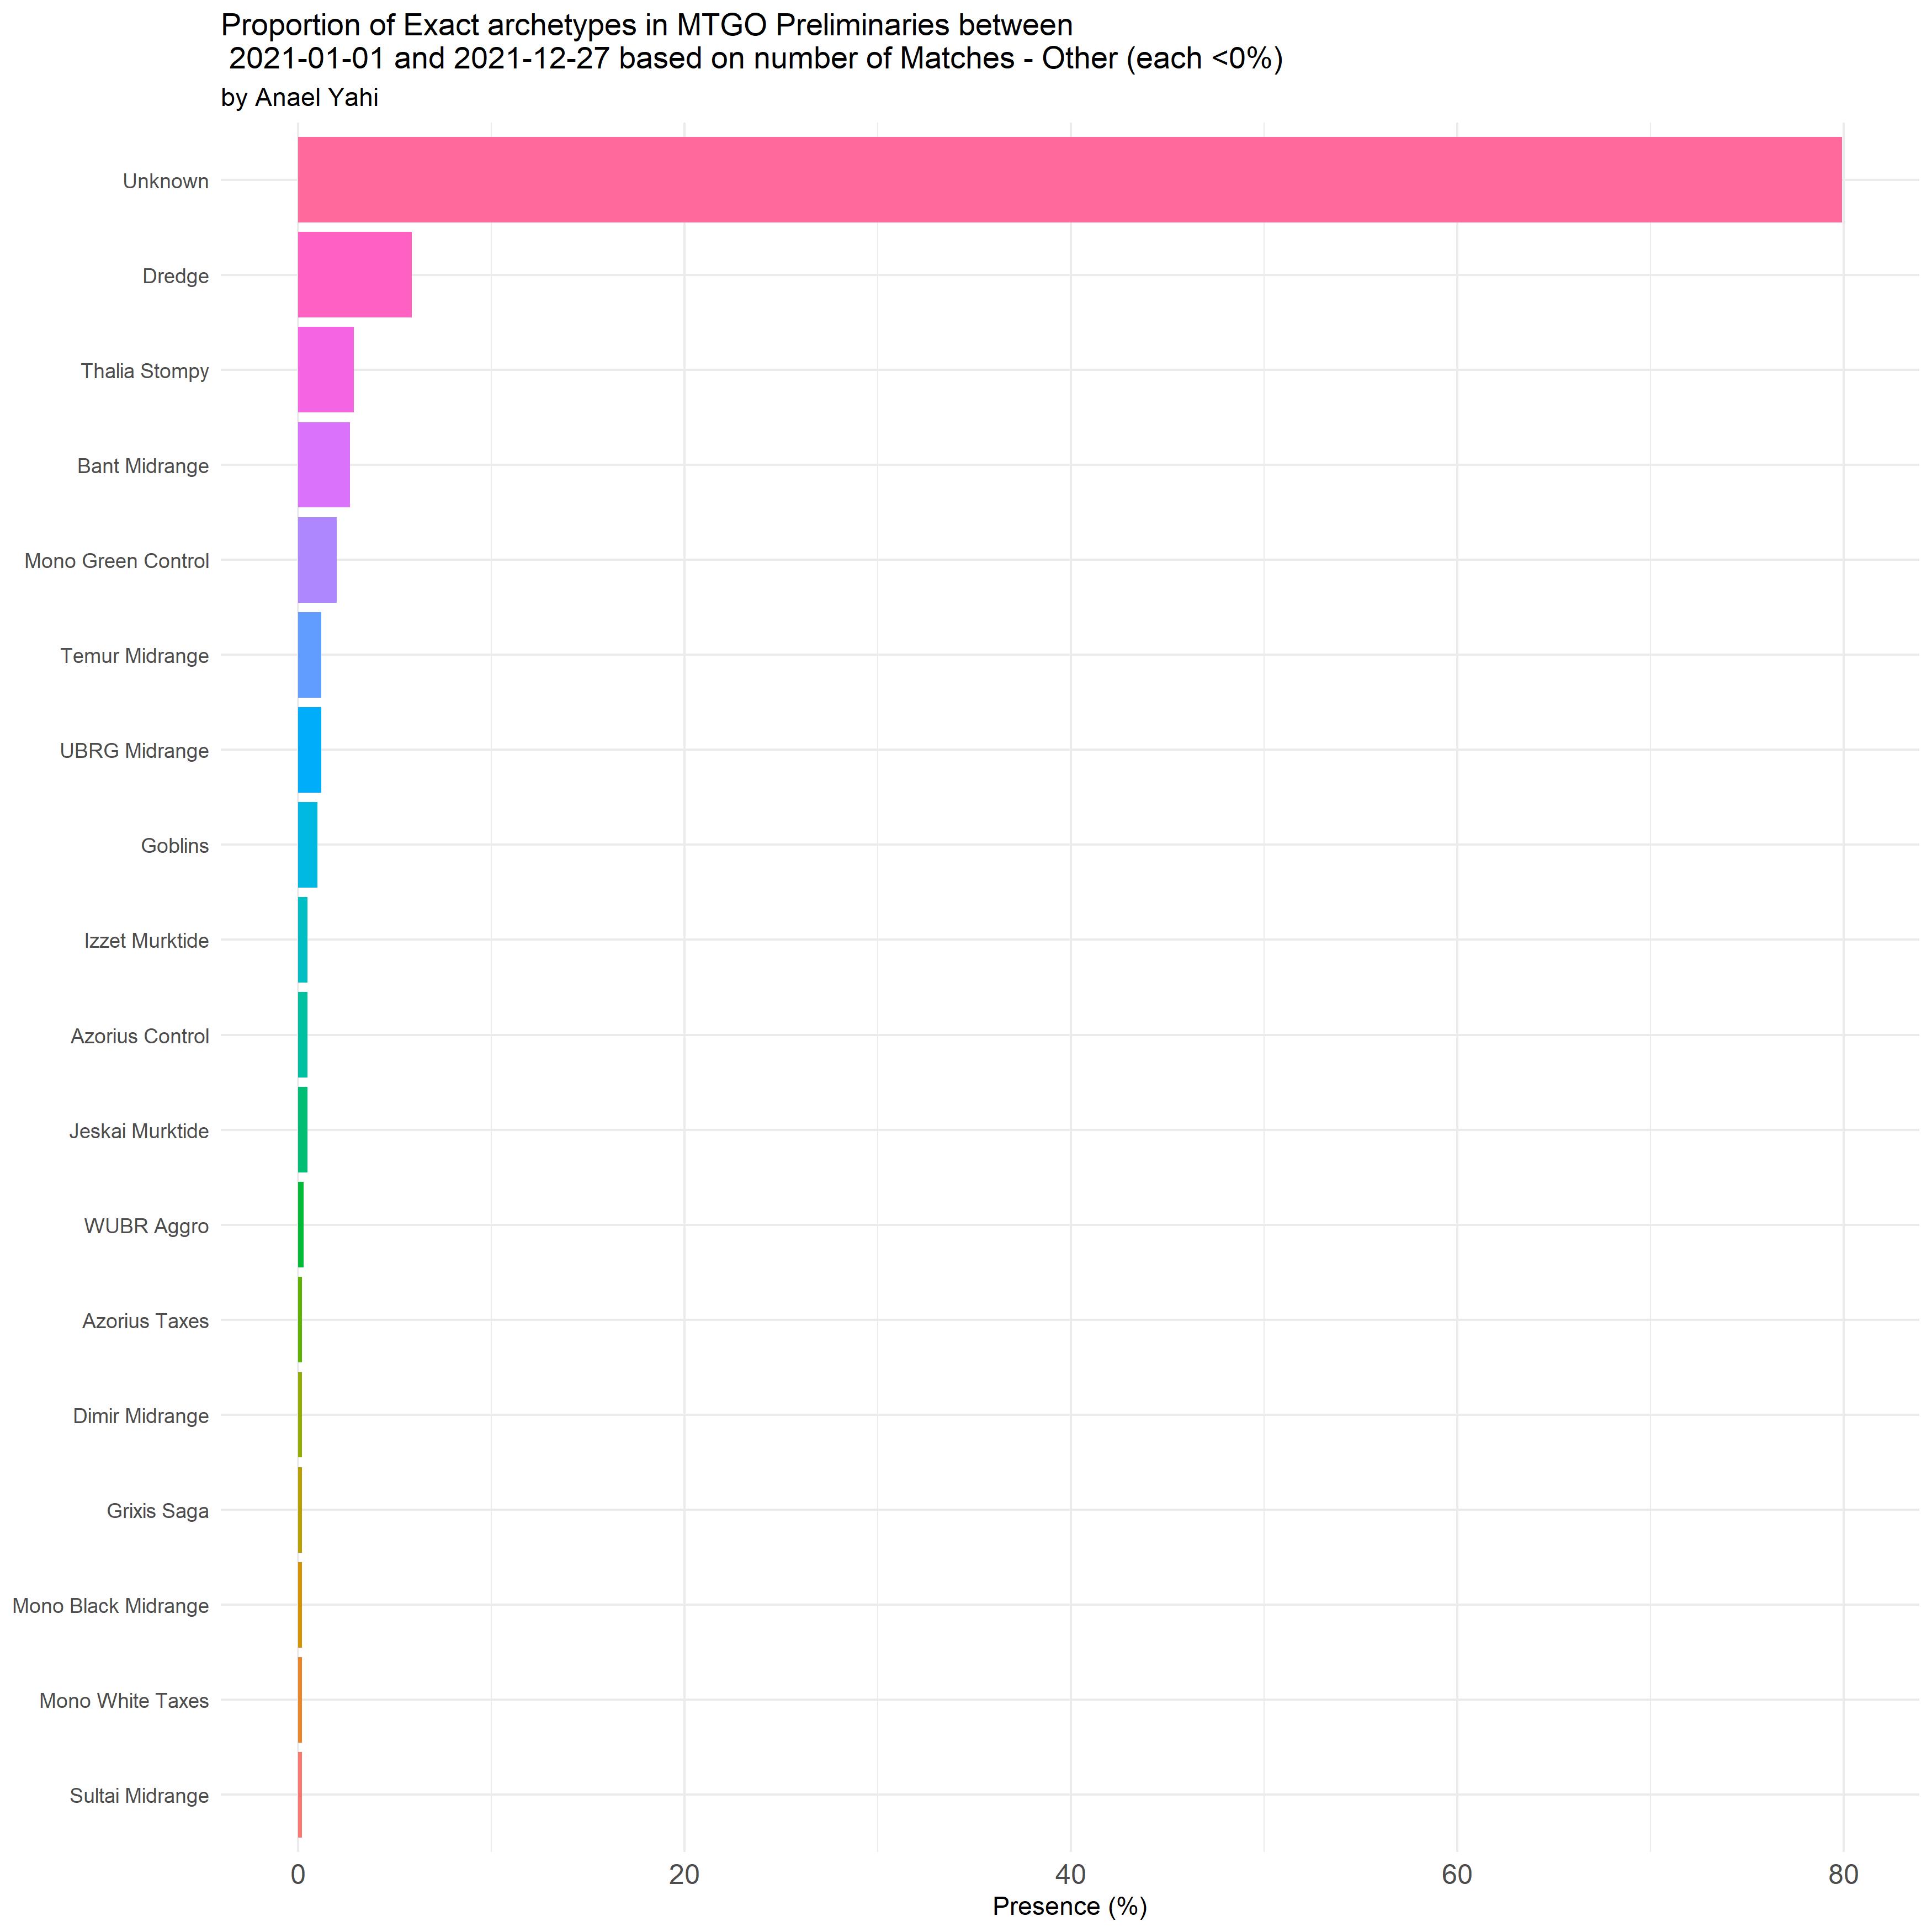 Proportion of Exact archetypes in MTGO Preliminaries between
2021-01-01 and 2021-12-27 based on number of Matches - Other (each <0%)
by Anael Yahi
Unknown
Dredge
Thalia Stompy
Bant Midrange
Mono Green Control
Temur Midrange
UBRG Midrange
Goblins
Izzet Murktide
Azorius Control
Jeskai Murktide
WUBR Aggro
Azorius Taxes
Dimir Midrange
Grixis Saga
Mono Black Midrange
Mono White Taxes
Sultai Midrange
0 20 40 60 80
Presence (%)